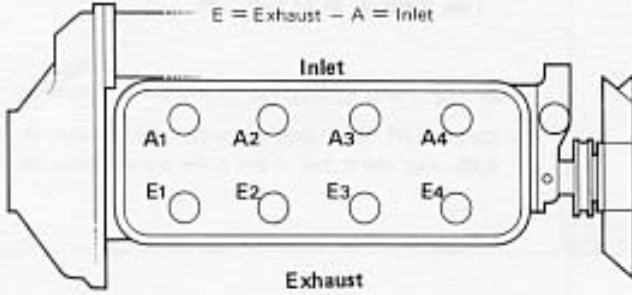 E = Exhaust – A = Inlet
Inlet
A1 A2 A3 A4
E1 E2 E3 E4
Exhaust